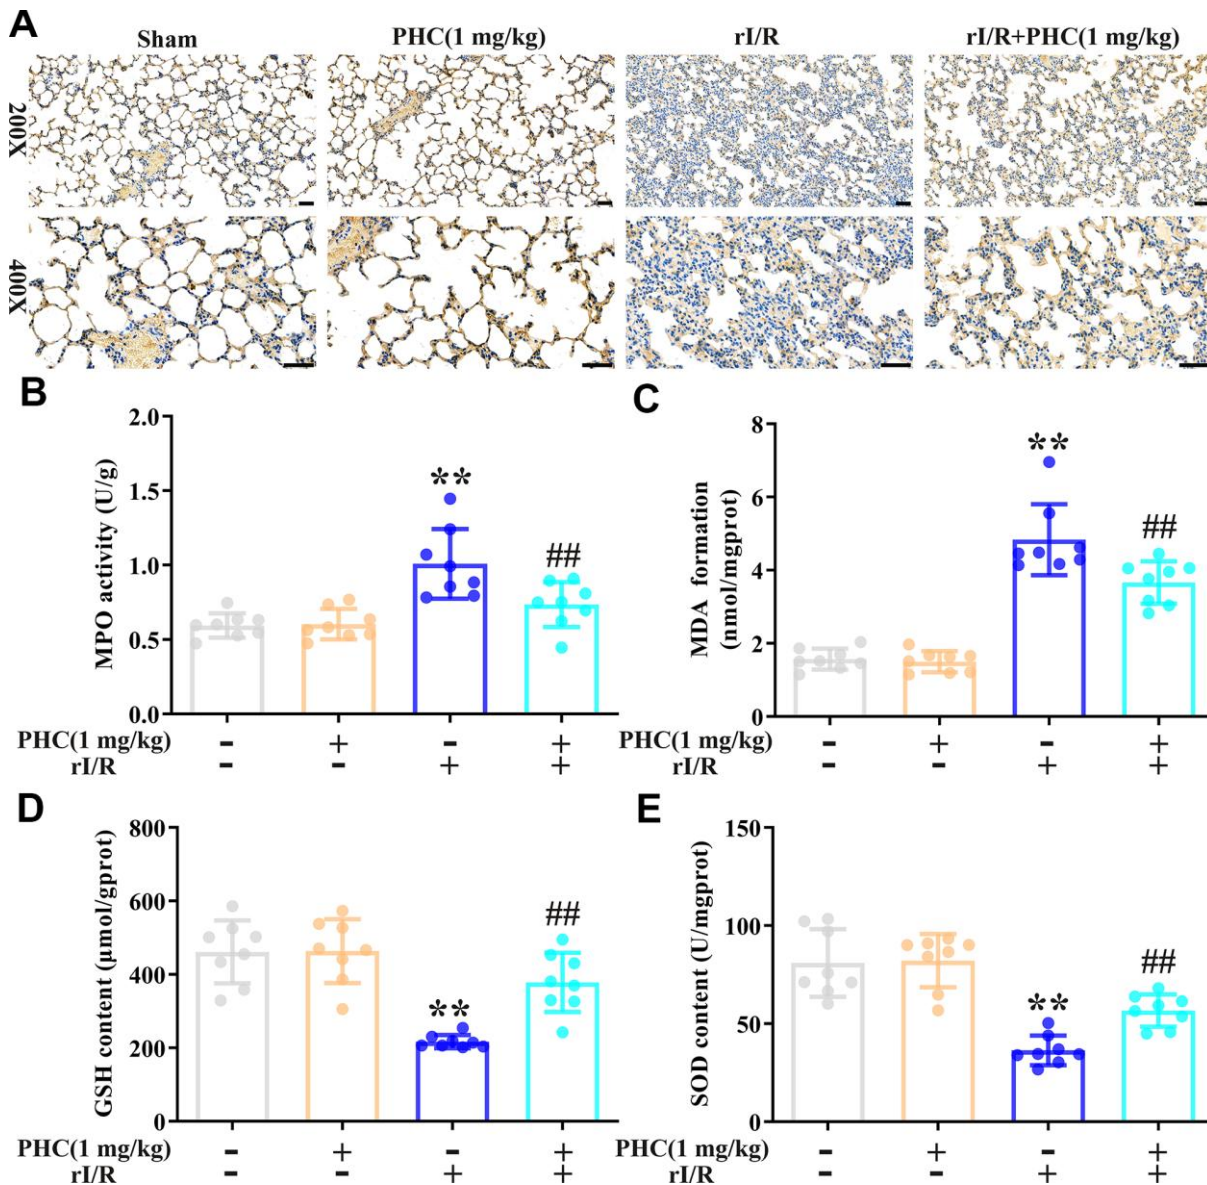 A
Sham PHC(1 mg/kg) rI/R rI/R+PHC(1 mg/kg)
200X
400X
B
MPO activity (U/g)
2.0
1.5
1.0
0.5
0.0
**
##
PHC(1 mg/kg) - + - +
rI/R - - + +
C
MDA formation
(nmol/mgprot)
8
6
4
2
0
**
##
PHC(1 mg/kg) - + - +
rI/R - - + +
D
GSH content (μmol/gprot)
800
600
400
200
0
**
##
PHC(1 mg/kg) - + - +
rI/R - - + +
E
SOD content (U/mgprot)
150
100
50
0
**
##
PHC(1 mg/kg) - + - +
rI/R - - + +